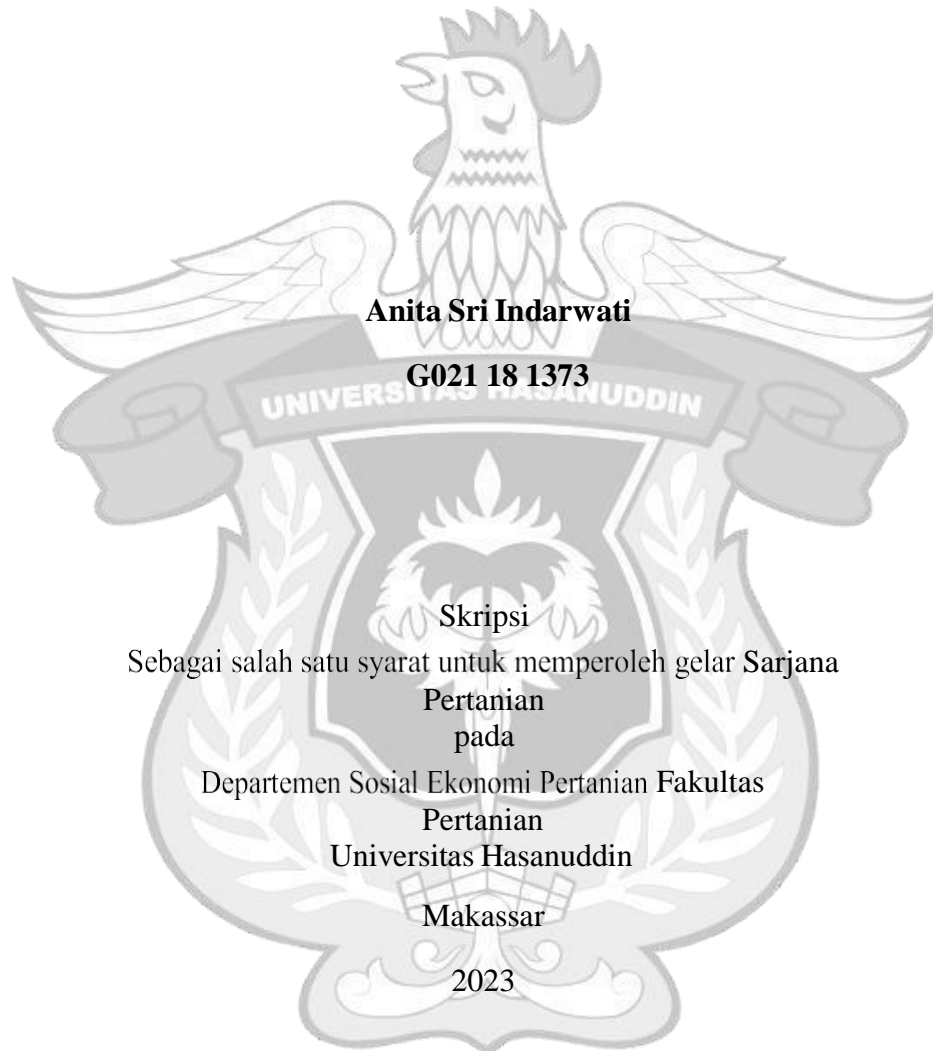 Anita Sri Indarwati
G021 18 1373
UNIVERSITAS HASANUDDIN
Skripsi
Sebagai salah satu syarat untuk memperoleh gelar Sarjana
Pertanian
pada
Departemen Sosial Ekonomi Pertanian Fakultas
Pertanian
Universitas Hasanuddin
Makassar
2023